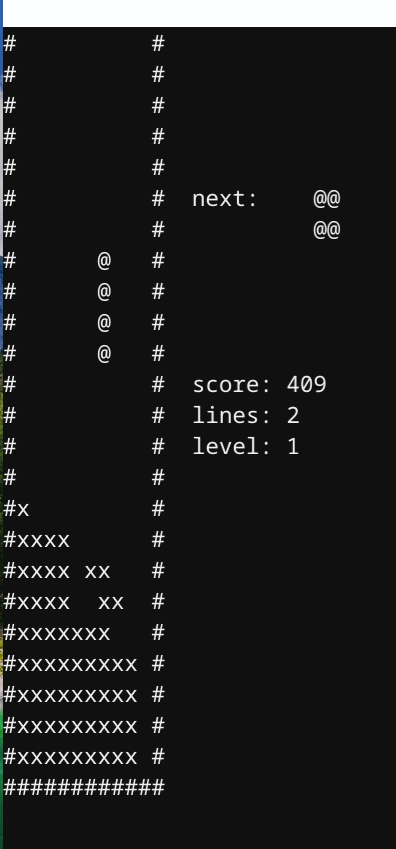 #          #
#          #
#          #
#          #
#          #
#          #  next:    @@
#          #           @@
#      @   #
#      @   #
#      @   #
#      @   #
#          #  score: 409
#          #  lines: 2
#          #  level: 1
#          #
#x         #
#xxxx      #
#xxxx xx   #
#xxxx  xx  #
#xxxxxxx   #
#xxxxxxxxx #
#xxxxxxxxx #
#xxxxxxxxx #
#xxxxxxxxx #
############